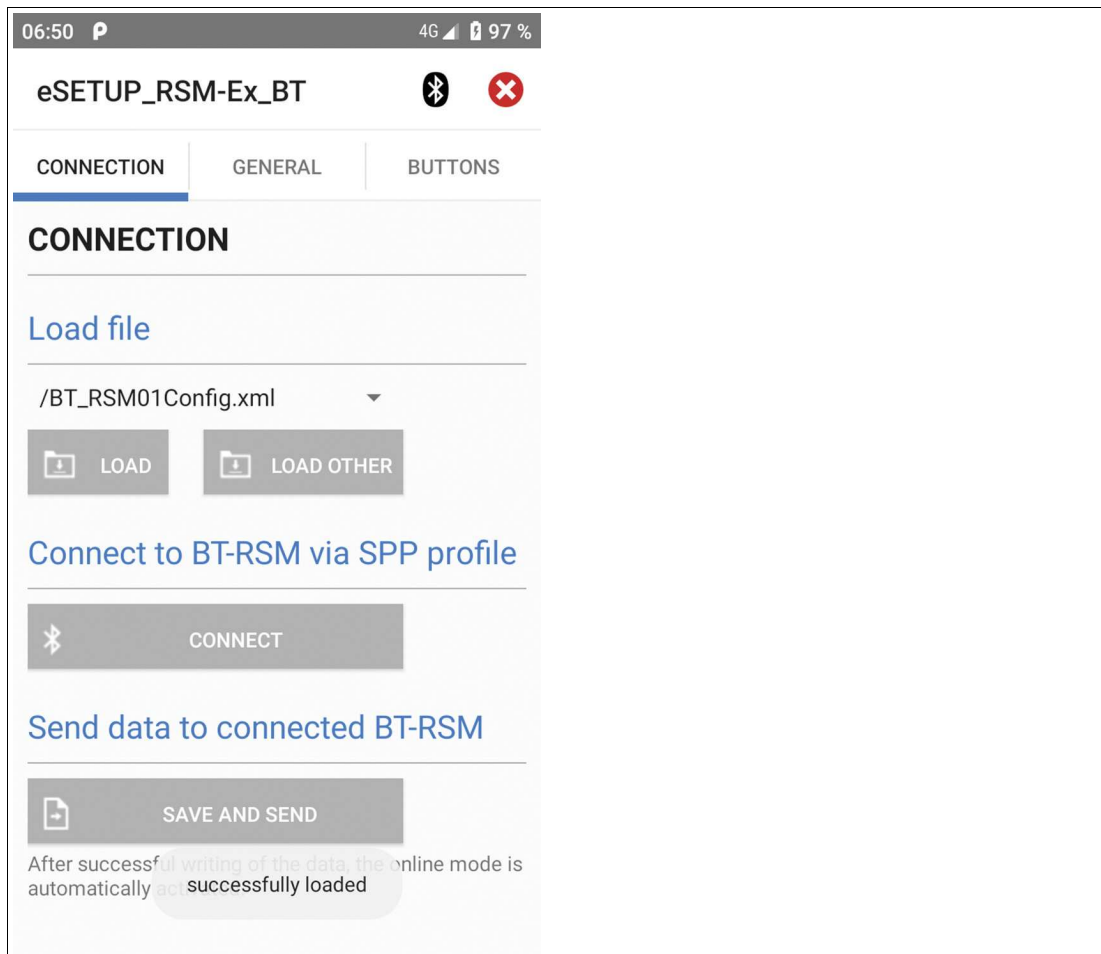 06:50 4G 97 %
eSETUP_RSM-Ex_BT
CONNECTION GENERAL BUTTONS
CONNECTION
Load file
/BT_RSM01Config.xml
LOAD LOAD OTHER
Connect to BT-RSM via SPP profile
CONNECT
Send data to connected BT-RSM
SAVE AND SEND
After successful writing of the data, the online mode is
automatically
successfully loaded